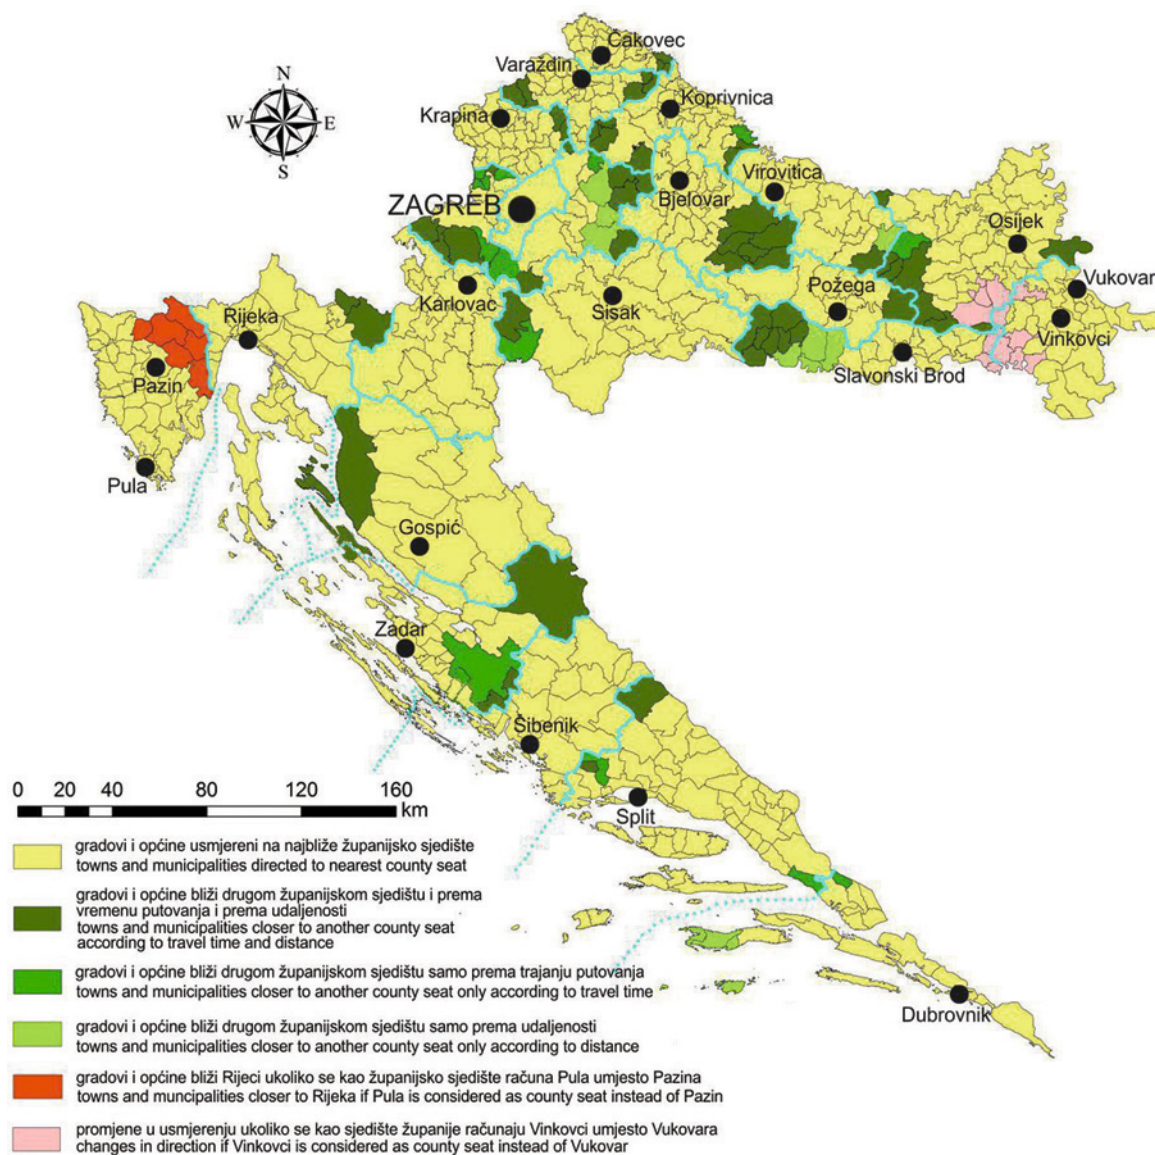 Čakovec
Varaždin
Koprivnica
Krapina
N
W E
S
ZAGREB
Bjelovar
Virovitica
Osijek
Vukovar
Vinkovci
Karlovac
Sisak
Požega
Slavonski Brod
Rijeka
Pazin
Pula
Gospić
Zadar
Šibenik
Split
Dubrovnik
0 20 40 80 120 160
km
gradovi i općine usmjereni na najbliže županijsko sjedište
towns and municipalities directed to nearest county seat
gradovi i općine bliži drugom županijskom sjedištu i prema
vremenu putovanja i prema udaljenosti
towns and municipalities closer to another county seat
according to travel time and distance
gradovi i općine bliži drugom županijskom sjedištu samo prema trajanju putovanja
towns and municipalities closer to another county seat only according to travel time
gradovi i općine bliži drugom županijskom sjedištu samo prema udaljenosti
towns and municipalities closer to another county seat only according to distance
gradovi i općine bliži Rijeci ukoliko se kao županijsko sjedište računa Pula umjesto Pazina
towns and muncipalities closer to Rijeka if Pula is considered as county seat instead of Pazin
promjene u usmjerenju ukoliko se kao sjedište županije računaju Vinkovci umjesto Vukovara
changes in direction if Vinkovci is considered as county seat instead of Vukovar